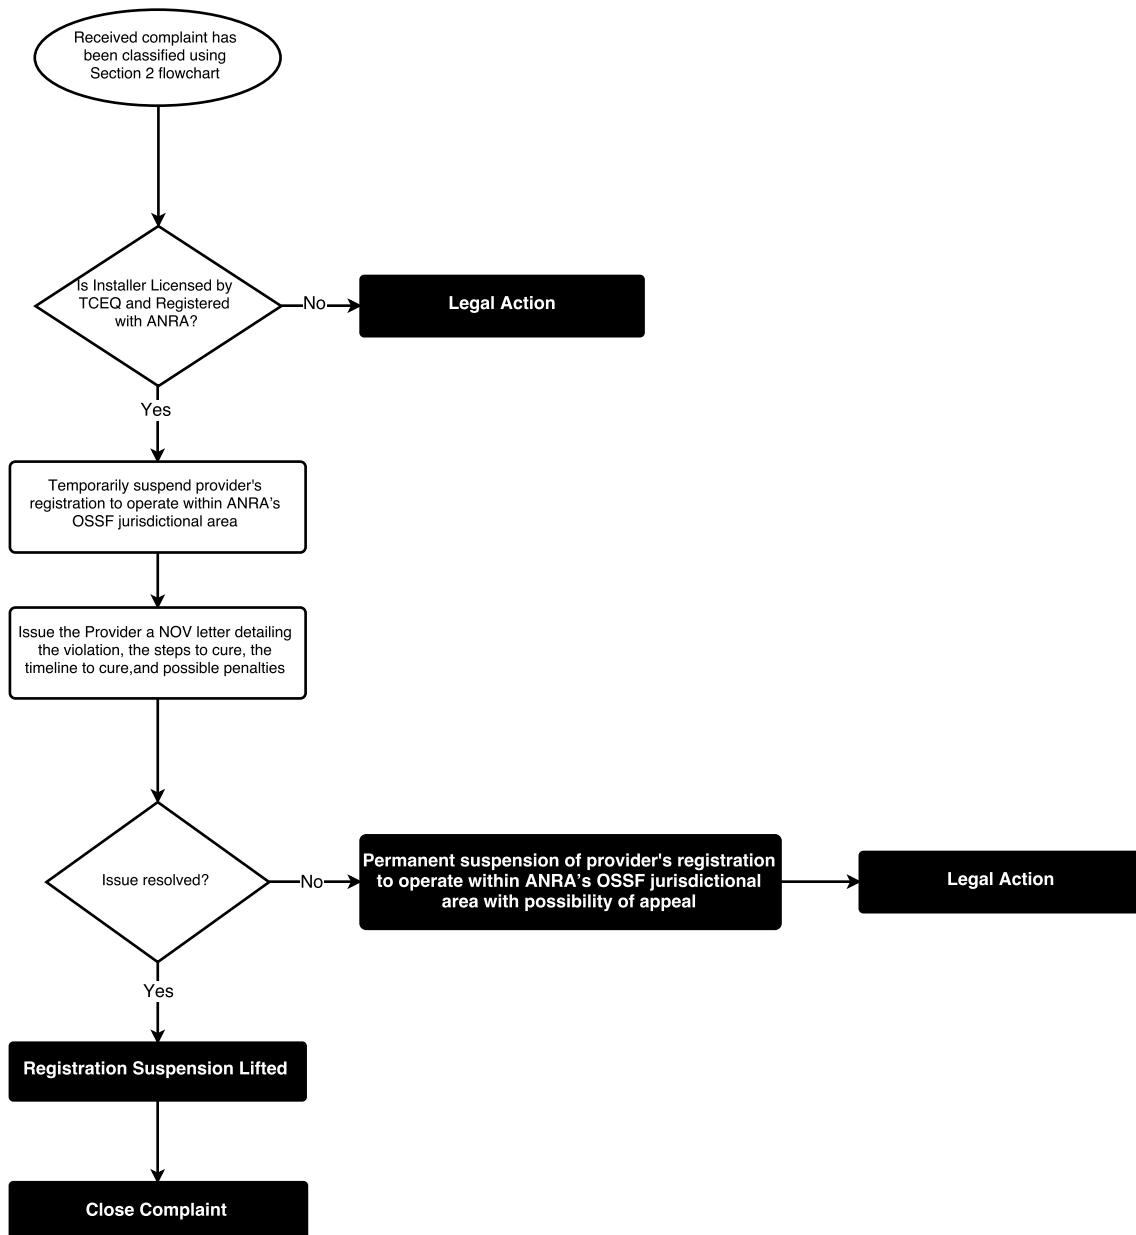 Received complaint has
been classified using
Section 2 flowchart
Is Installer Licensed by
TCEQ and Registered
with ANRA?
No
Legal Action
Yes
Temporarily suspend provider's
registration to operate within ANRA's
OSSF jurisdictional area
Issue the Provider a NOV letter detailing
the violation, the steps to cure, the
timeline to cure,and possible penalties
Issue resolved?
No
Permanent suspension of provider's registration
to operate within ANRA's OSSF jurisdictional
area with possibility of appeal
Legal Action
Yes
Registration Suspension Lifted
Close Complaint